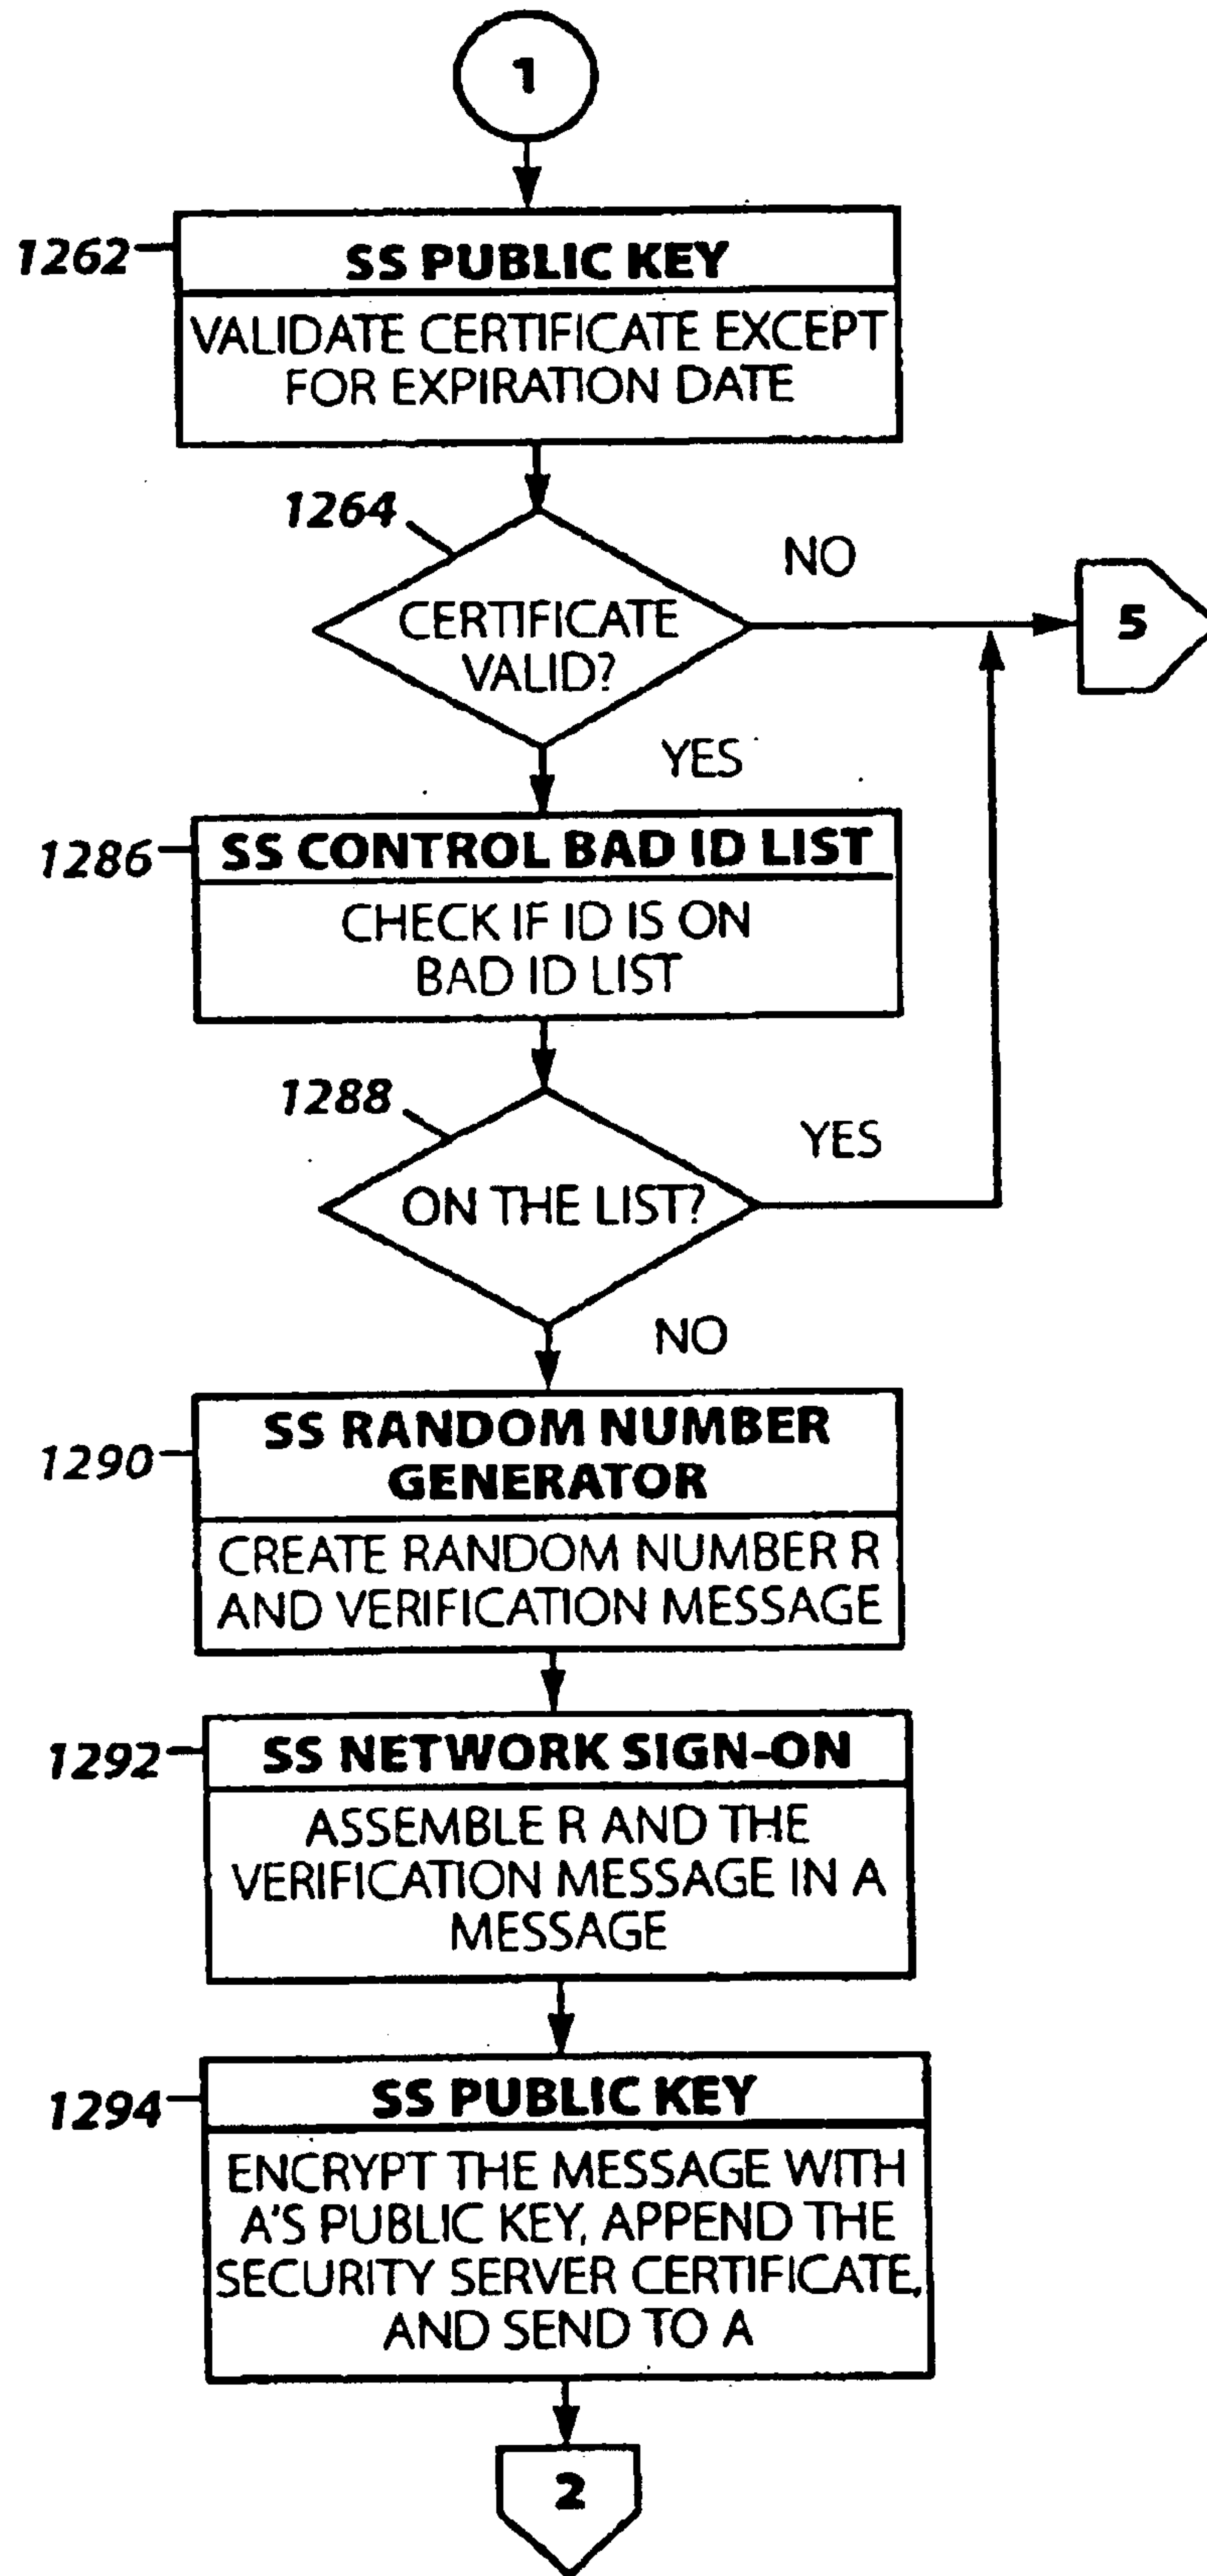 1
1262
SS PUBLIC KEY
VALIDATE CERTIFICATE EXCEPT
FOR EXPIRATION DATE
1264
NO
CERTIFICATE
VALID?
5
YES
1286
SS CONTROL BAD ID LIST
CHECK IF ID IS ON
BAD ID LIST
1288
YES
ON THE LIST?
NO
1290
SS RANDOM NUMBER
GENERATOR
CREATE RANDOM NUMBER R
AND VERIFICATION MESSAGE
1292
SS NETWORK SIGN-ON
ASSEMBLE R AND THE
VERIFICATION MESSAGE IN A
MESSAGE
1294
SS PUBLIC KEY
ENCRYPT THE MESSAGE WITH
A'S PUBLIC KEY, APPEND THE
SECURITY SERVER CERTIFICATE,
AND SEND TO A
2